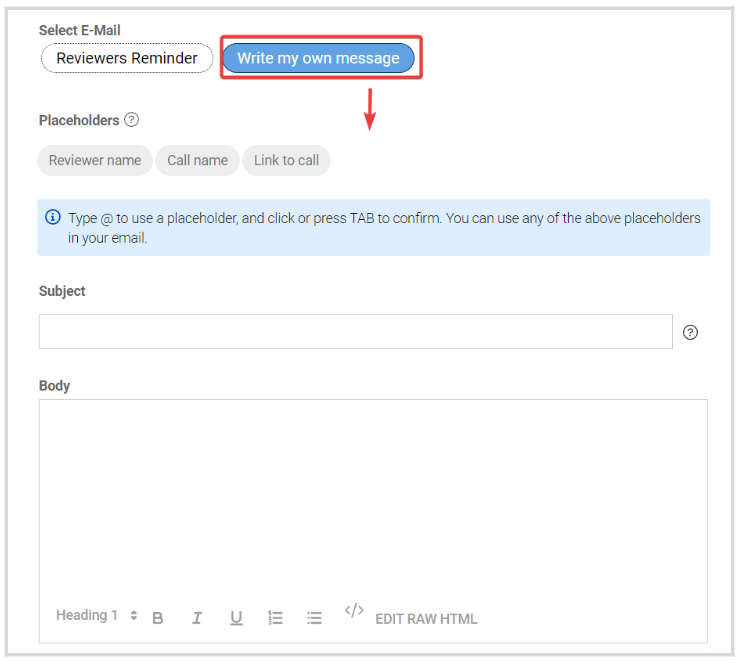 Select E-Mail
Reviewers Reminder Write my own message
Placeholders ?
Reviewer name Call name Link to call
i Type @ to use a placeholder, and click or press TAB to confirm. You can use any of the above placeholders
in your email.
Subject
?
Body
Heading 1 B I U </> EDIT RAW HTML